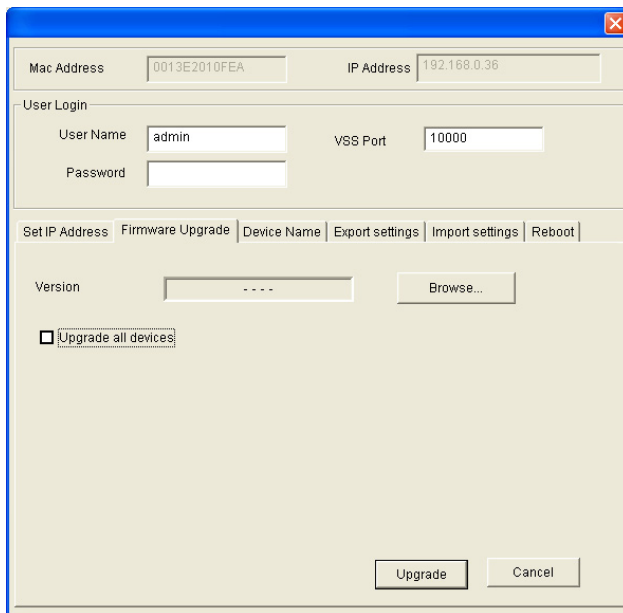 Mac Address 0013E2010FEA IP Address 192.168.0.36
User Login
User Name admin VSS Port 10000
Password
Set IP Address Firmware Upgrade Device Name Export settings Import settings Reboot
Version - - - - Browse...
Upgrade all devices
Upgrade Cancel